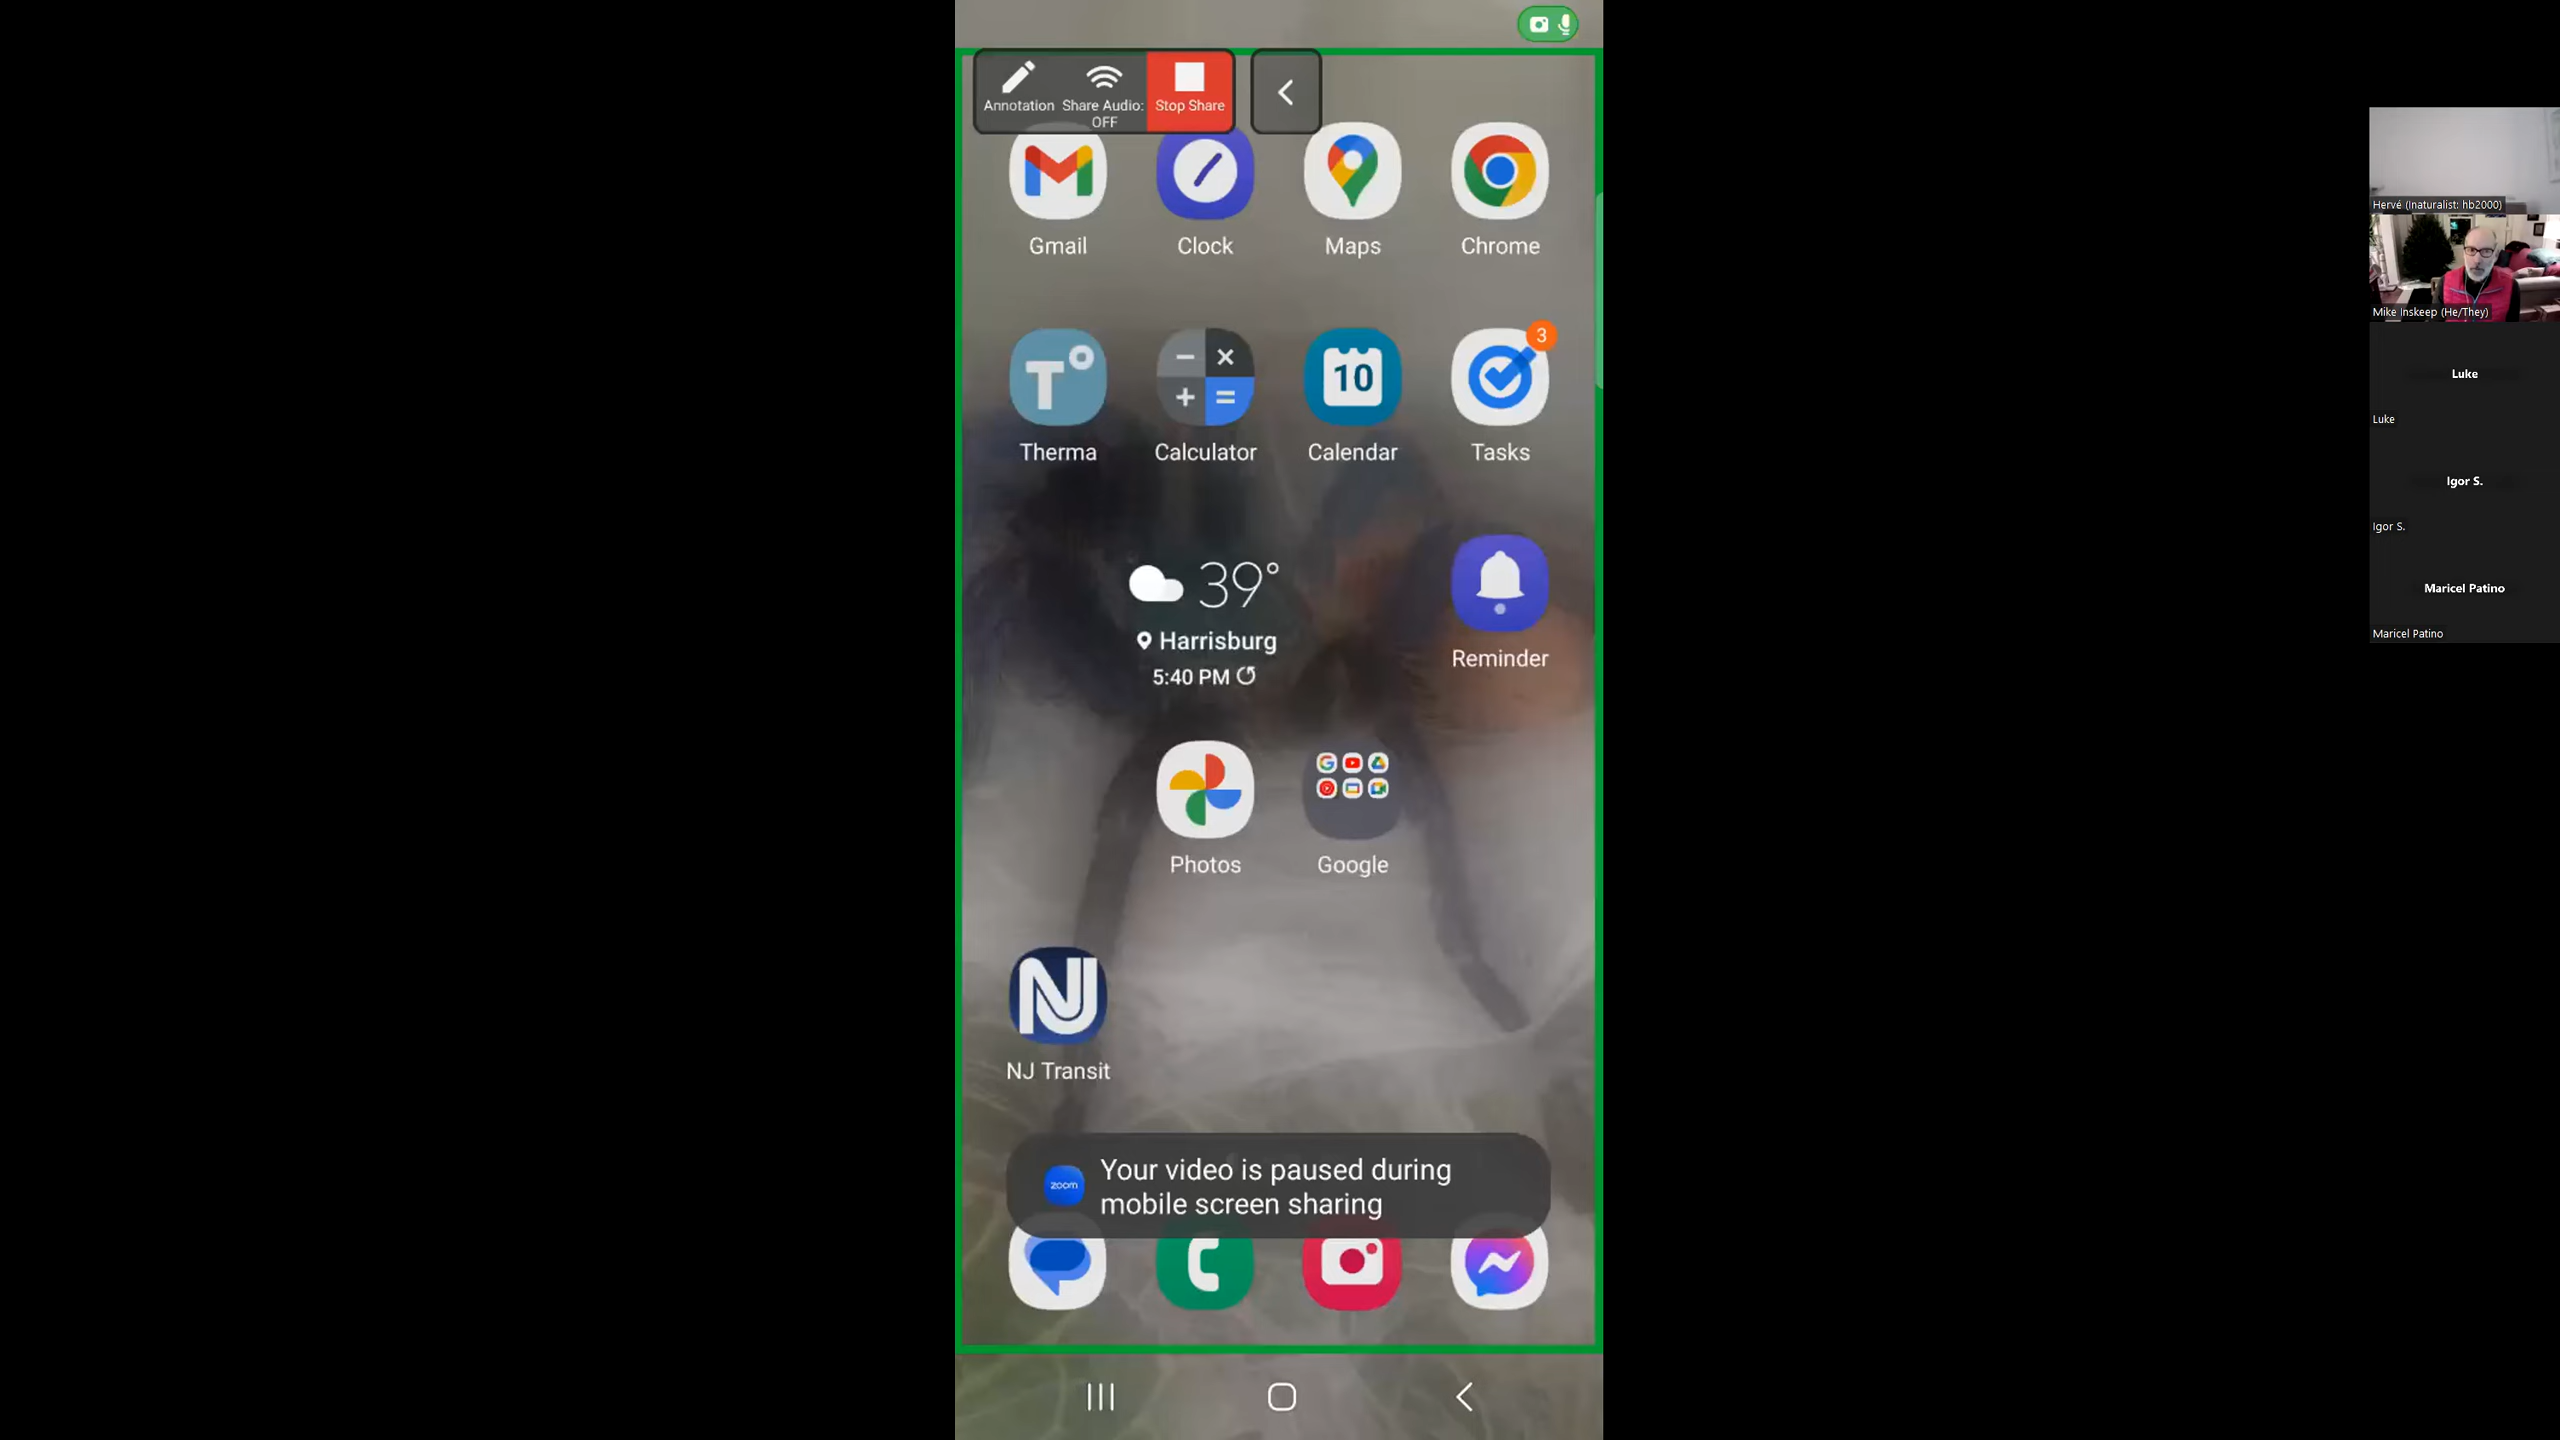 Annotation
Share Audio:
OFF
Stop Share
Gmail
Clock
Maps
Chrome
Therma
Calculator
10
Calendar
3
Tasks
39°
Harrisburg
5:40 PM
Reminder
Photos
Google
NJ Transit
zoom
Your video is paused during
mobile screen sharing
Hervé (Inaturalist: hb2000)
Mike Inskeep (He/They)
Luke
Luke
Igor S.
Igor S.
Maricel Patino
Maricel Patino